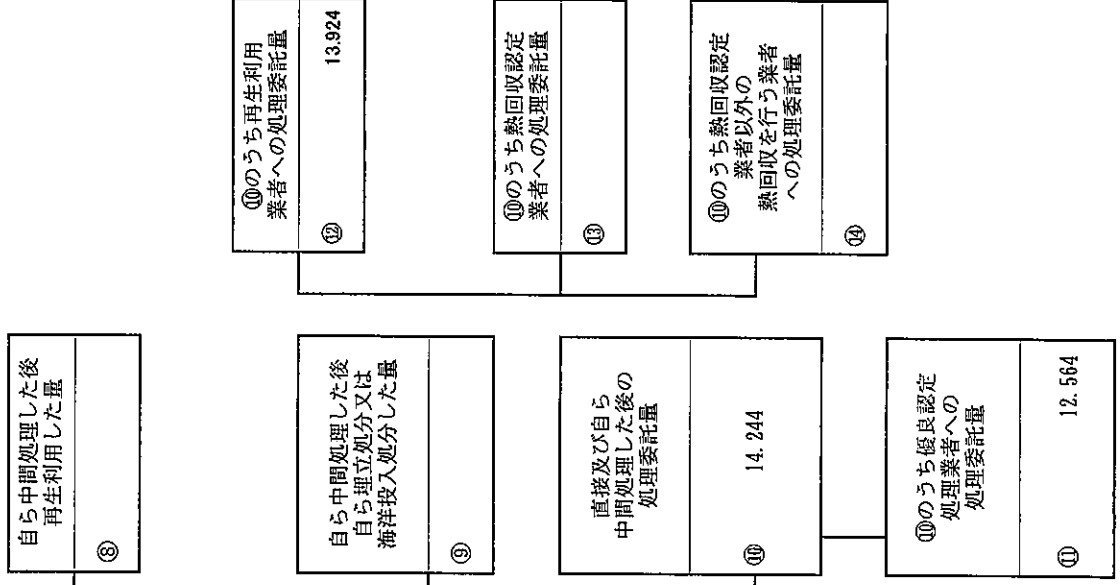 自ら中間処理した後
再生利用した量
⑧
自ら中間処理した後
自ら埋立処分又は
海洋投入処分した量
⑨
直接及び自ら
中間処理した後の
処理委託量
⑩ 14.244
⑩のうち優良認定
処理業者への
処理委託量
⑪ 12.564
⑩のうち再生利用
業者への処理委託量
⑫ 13.924
⑩のうち熱回収認定
業者への処理委託量
⑬
⑩のうち熱回収認定
業者以外の
熱回収を行う業者
への処理委託量
⑭